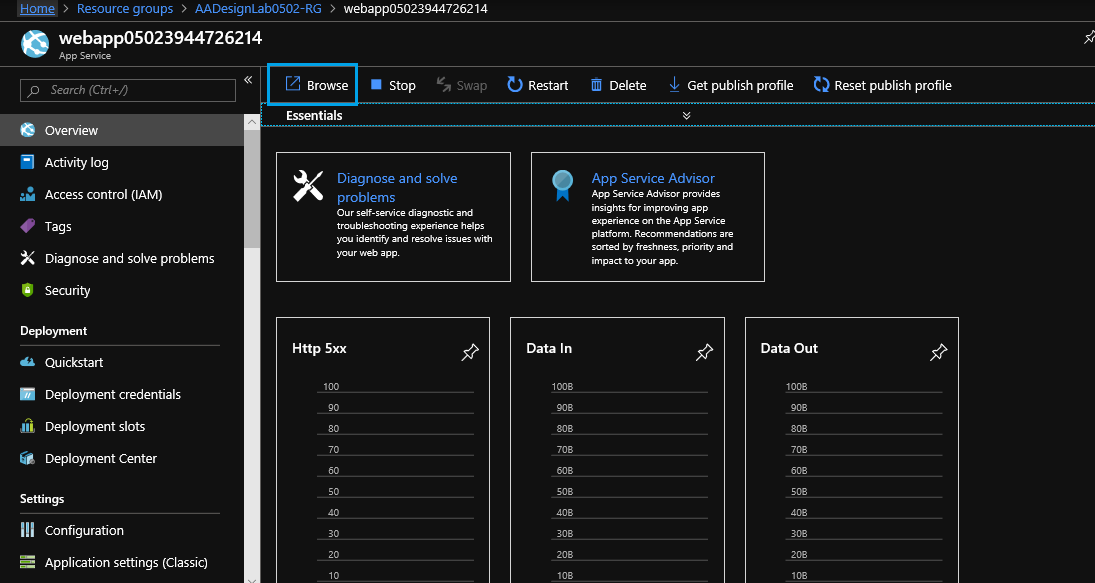 Home > Resource groups > AADesignLab0502-RG > webapp05023944726214
webapp05023944726214
App Service
Search (Ctrl+/)
«
Overview
Activity log
Access control (IAM)
Tags
Diagnose and solve problems
Security
Deployment
Quickstart
Deployment credentials
Deployment slots
Deployment Center
Settings
Configuration
Application settings (Classic)
Browse Stop Swap Restart Delete Get publish profile Reset publish profile
Essentials
Diagnose and solve
problems
Our self-service diagnostic and
troubleshooting experience helps
you identify and resolve issues with
your web app.
App Service Advisor
App Service Advisor provides
insights for improving app
experience on the App Service
platform. Recommendations are
sorted by freshness, priority and
impact to your app.
Http 5xx
100
90
80
70
60
50
40
30
20
10
Data In
100B
90B
80B
70B
60B
50B
40B
30B
20B
10B
Data Out
100B
90B
80B
70B
60B
50B
40B
30B
20B
10B